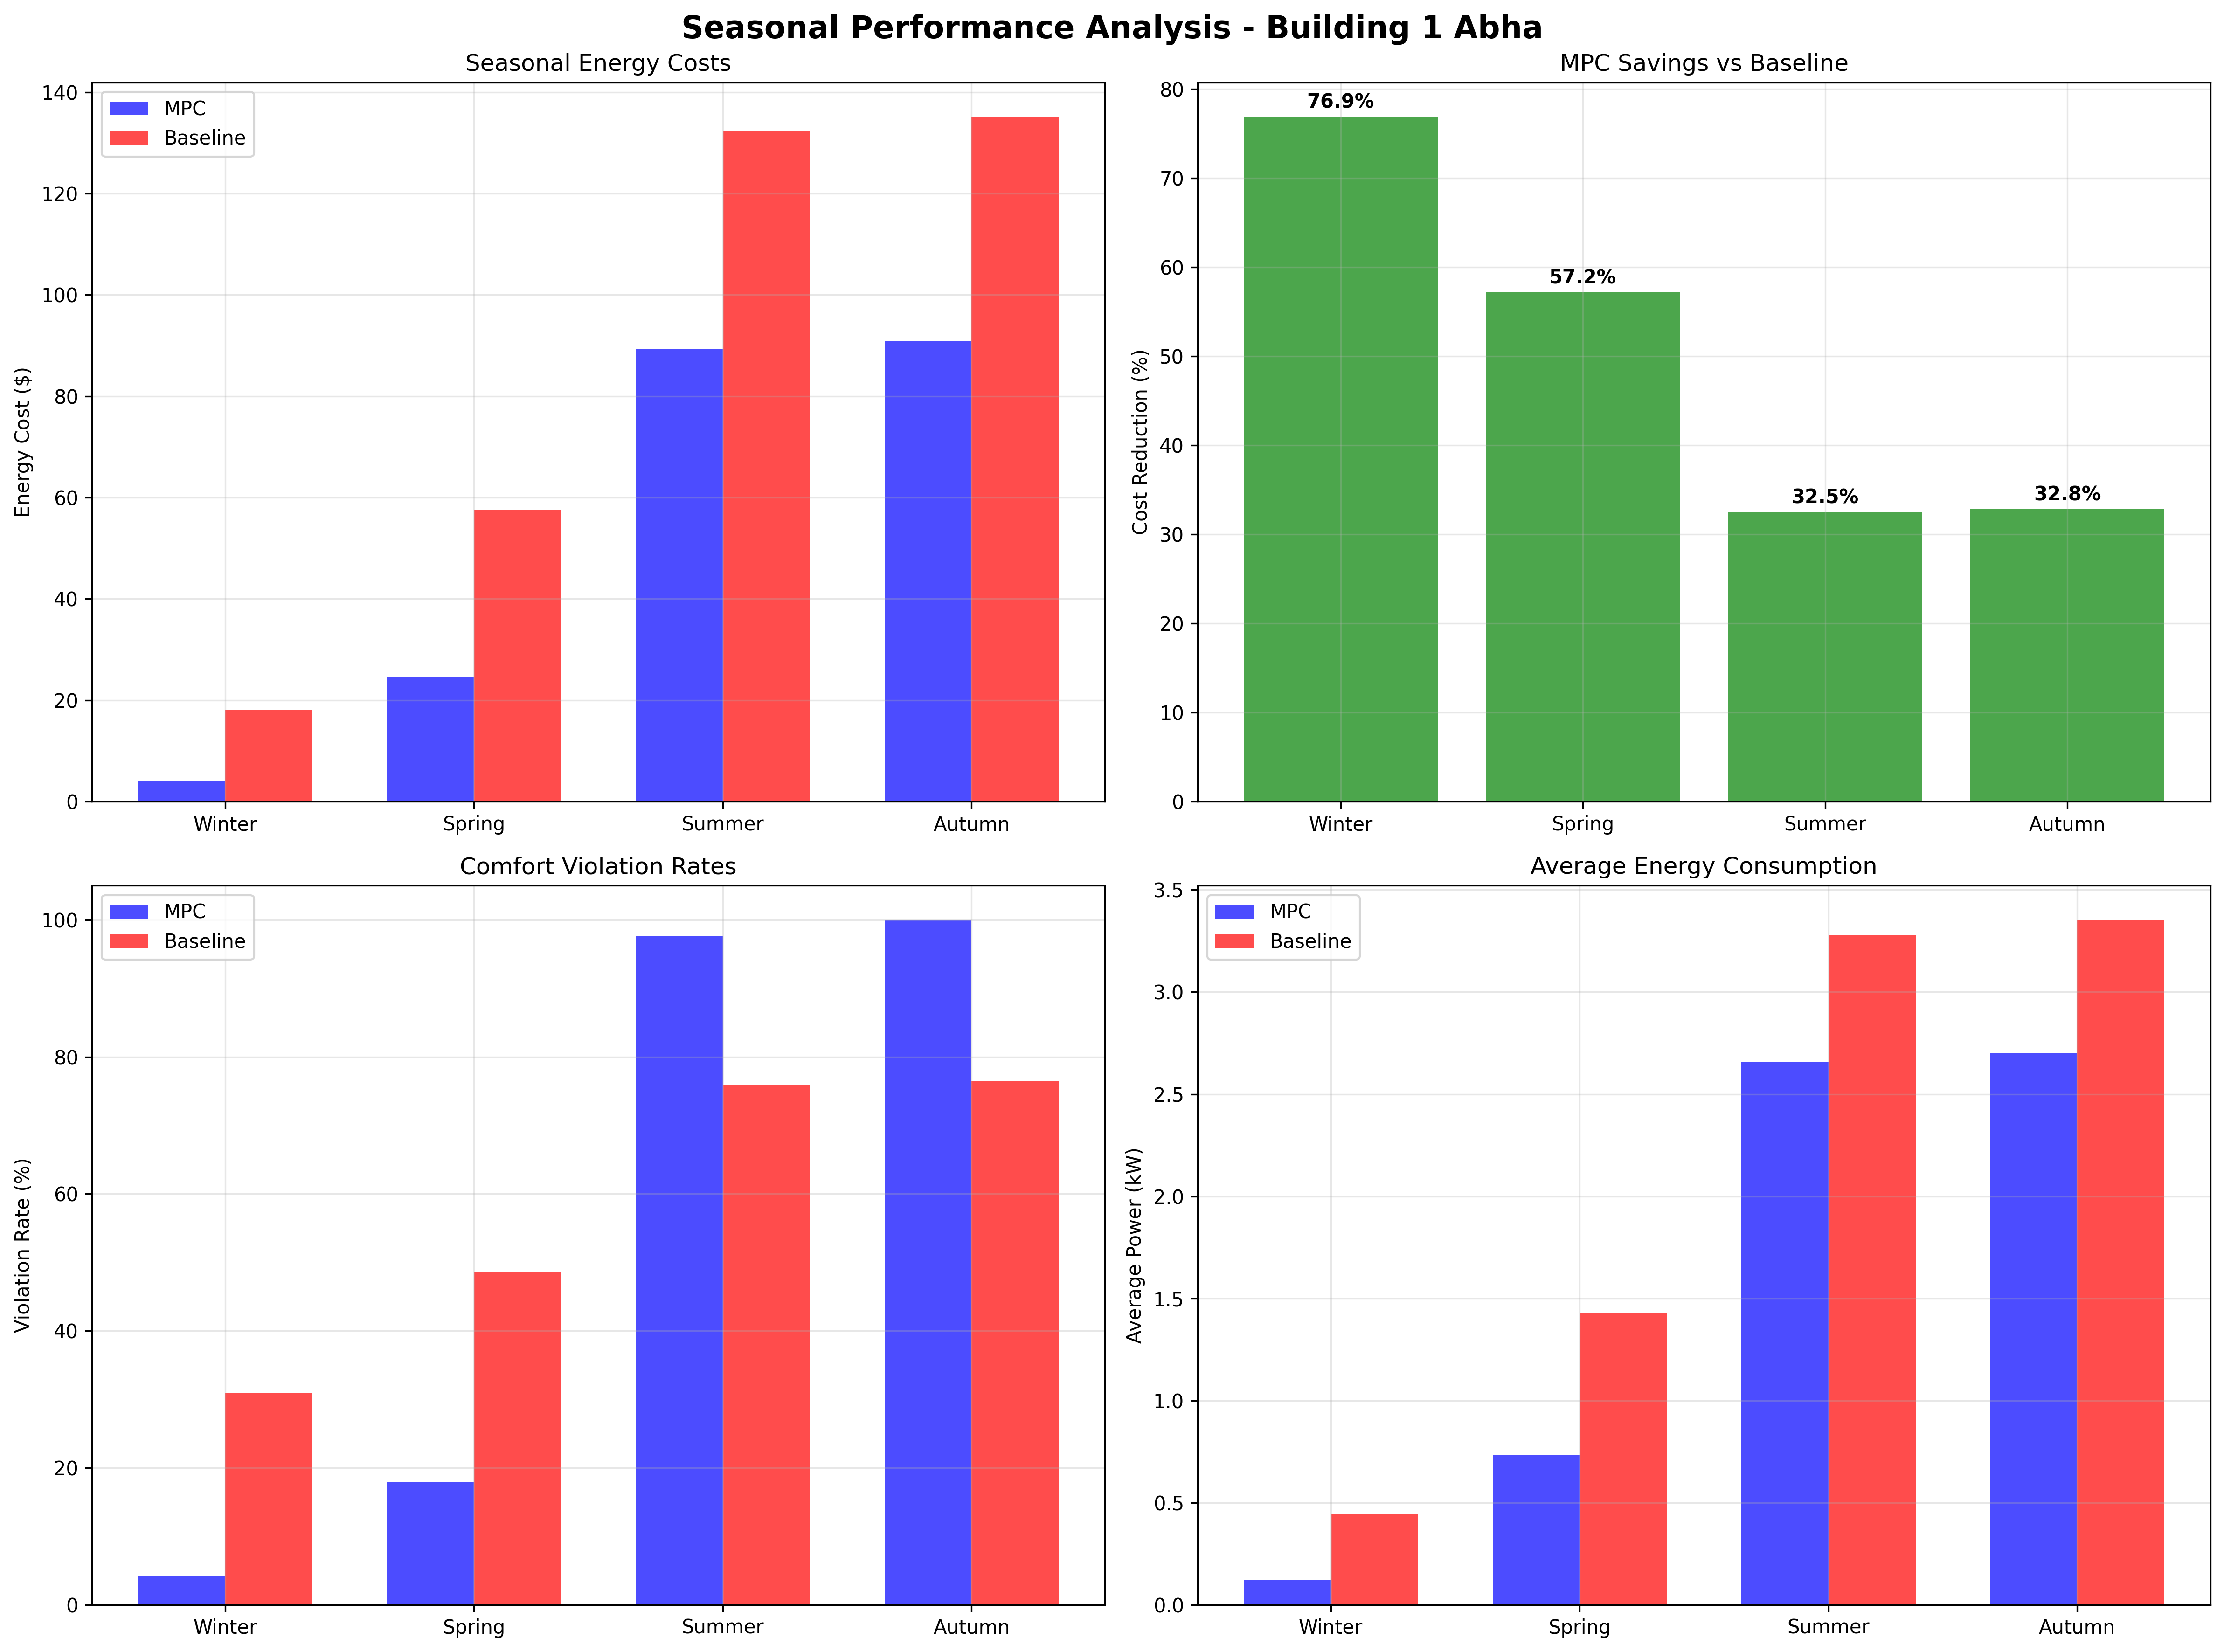 Seasonal Performance Analysis - Building 1 Abha
Seasonal Energy Costs
Energy Cost ($)
140
120
100
80
60
40
20
0
MPC
Baseline
Winter Spring Summer Autumn
MPC Savings vs Baseline
Cost Reduction (%)
80
70
60
50
40
30
20
10
0
76.9%
57.2%
32.5%
32.8%
Winter Spring Summer Autumn
Comfort Violation Rates
Violation Rate (%)
100
80
60
40
20
0
MPC
Baseline
Winter Spring Summer Autumn
Average Energy Consumption
Average Power (kW)
3.5
3.0
2.5
2.0
1.5
1.0
0.5
0.0
MPC
Baseline
Winter Spring Summer Autumn